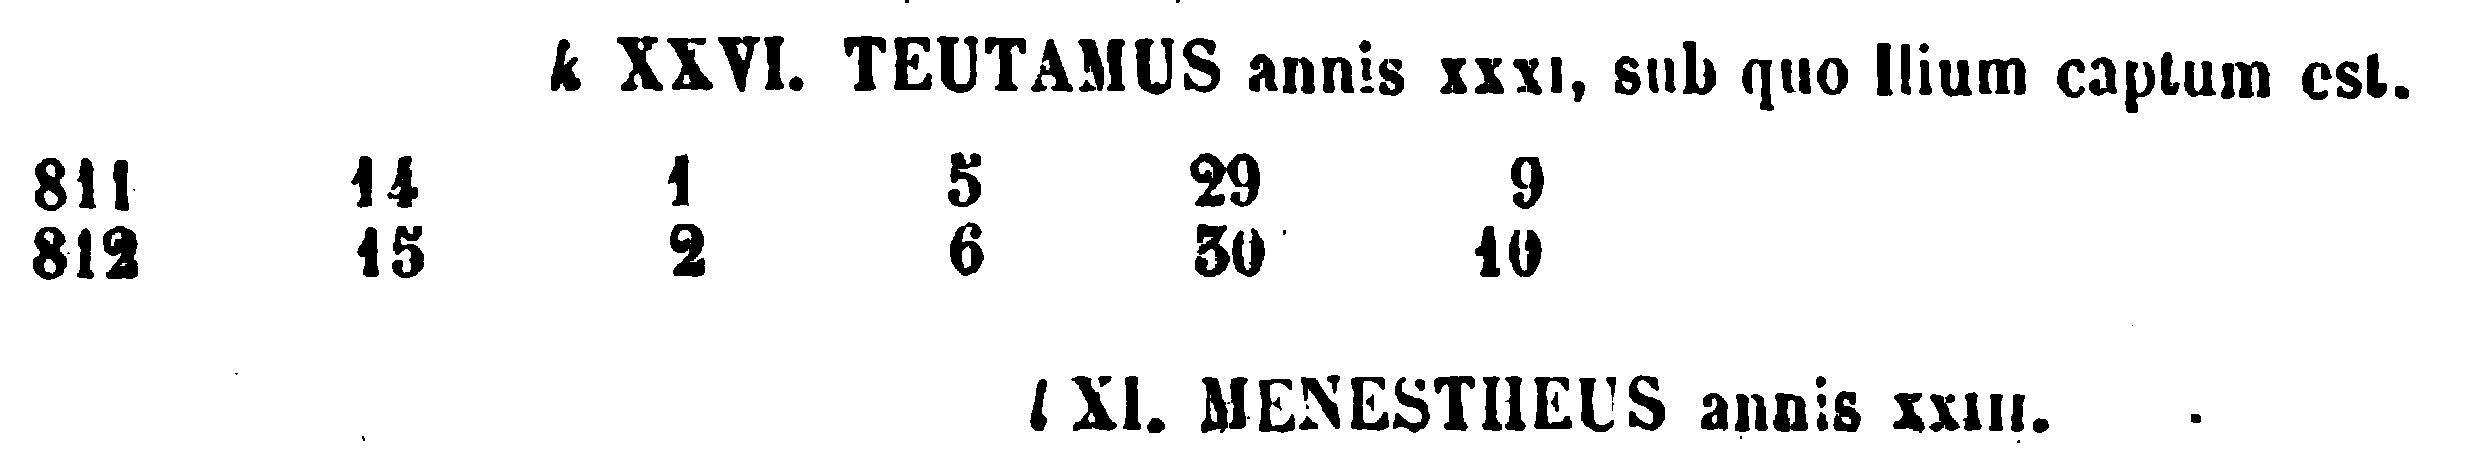 k XXVI. TEUTAMUS annis XXXI, sub quo Ilium captum est.
811 14 1 5 29 9
812 15 2 6 30 10
l XI. MENESTHEUS annis XXIII.